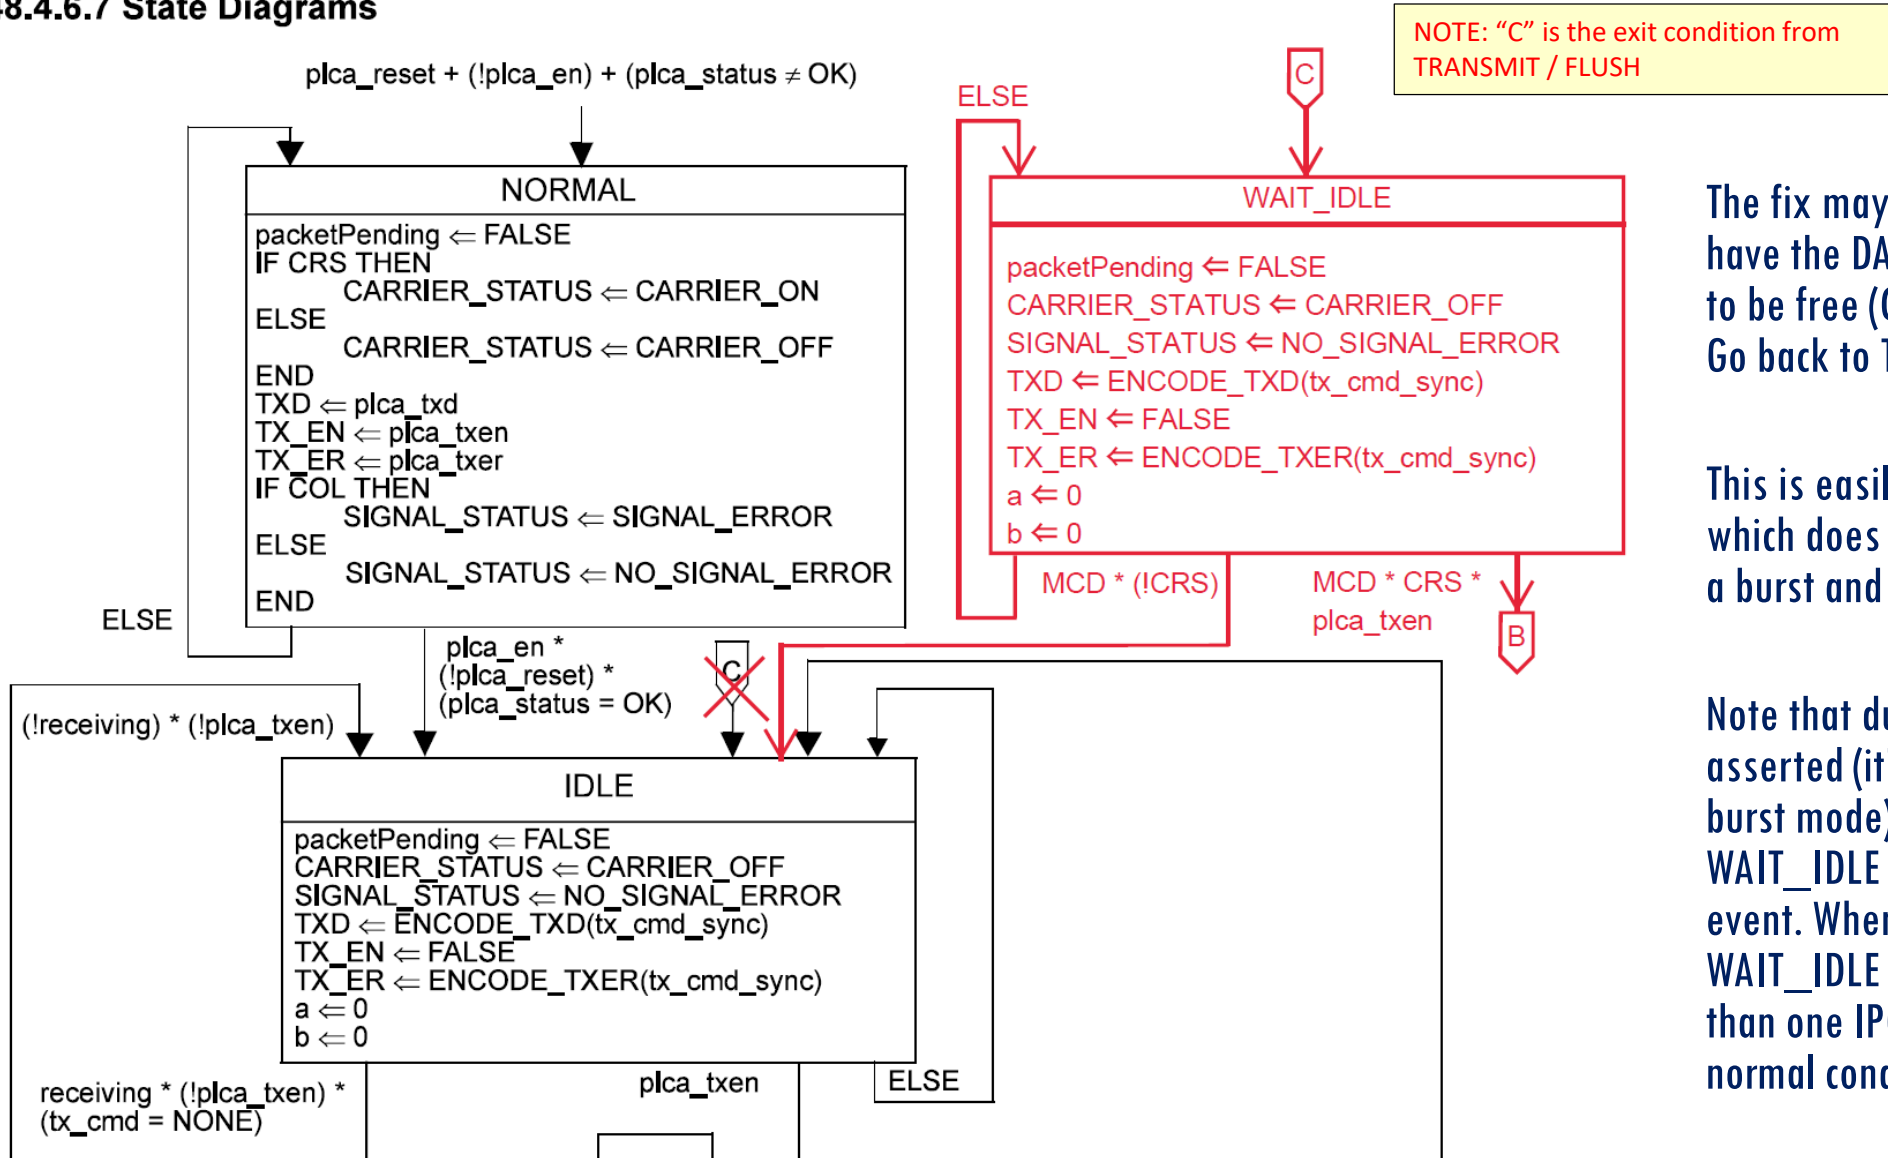 48.4.6.7 State Diagrams
NOTE: “C” is the exit condition from
TRANSMIT / FLUSH
plca_reset + (!plca_en) + (plca_status ≠ OK)
ELSE
C
NORMAL
packetPending ⇐ FALSE
IF CRS THEN
CARRIER_STATUS ⇐ CARRIER_ON
ELSE
CARRIER_STATUS ⇐ CARRIER_OFF
END
TXD ⇐ plca_txd
TX_EN ⇐ plca_txen
TX_ER ⇐ plca_txer
IF COL THEN
SIGNAL_STATUS ⇐ SIGNAL_ERROR
ELSE
SIGNAL_STATUS ⇐ NO_SIGNAL_ERROR
END
ELSE
WAIT_IDLE
packetPending ⇐ FALSE
CARRIER_STATUS ⇐ CARRIER_OFF
SIGNAL_STATUS ⇐ NO_SIGNAL_ERROR
TXD ⇐ ENCODE_TXD(tx_cmd_sync)
TX_EN ⇐ FALSE
TX_ER ⇐ ENCODE_TXER(tx_cmd_sync)
a ⇐ 0
b ⇐ 0
MCD * (!CRS)
MCD * CRS *
plca_txen
B
plca_en *
(!plca_reset) *
(plca_status = OK)
C
(!receiving) * (!plca_txen)
IDLE
packetPending ⇐ FALSE
CARRIER_STATUS ⇐ CARRIER_OFF
SIGNAL_STATUS ⇐ NO_SIGNAL_ERROR
TXD ⇐ ENCODE_TXD(tx_cmd_sync)
TX_EN ⇐ FALSE
TX_ER ⇐ ENCODE_TXER(tx_cmd_sync)
a ⇐ 0
b ⇐ 0
receiving * (!plca_txen) *
(tx_cmd = NONE)
plca_txen
ELSE
The fix may
have the DA
to be free (
Go back to
This is easil
which does
a burst and
Note that du
asserted (it
burst mode)
WAIT_IDLE
event. When
WAIT_IDLE
than one IP
normal cond